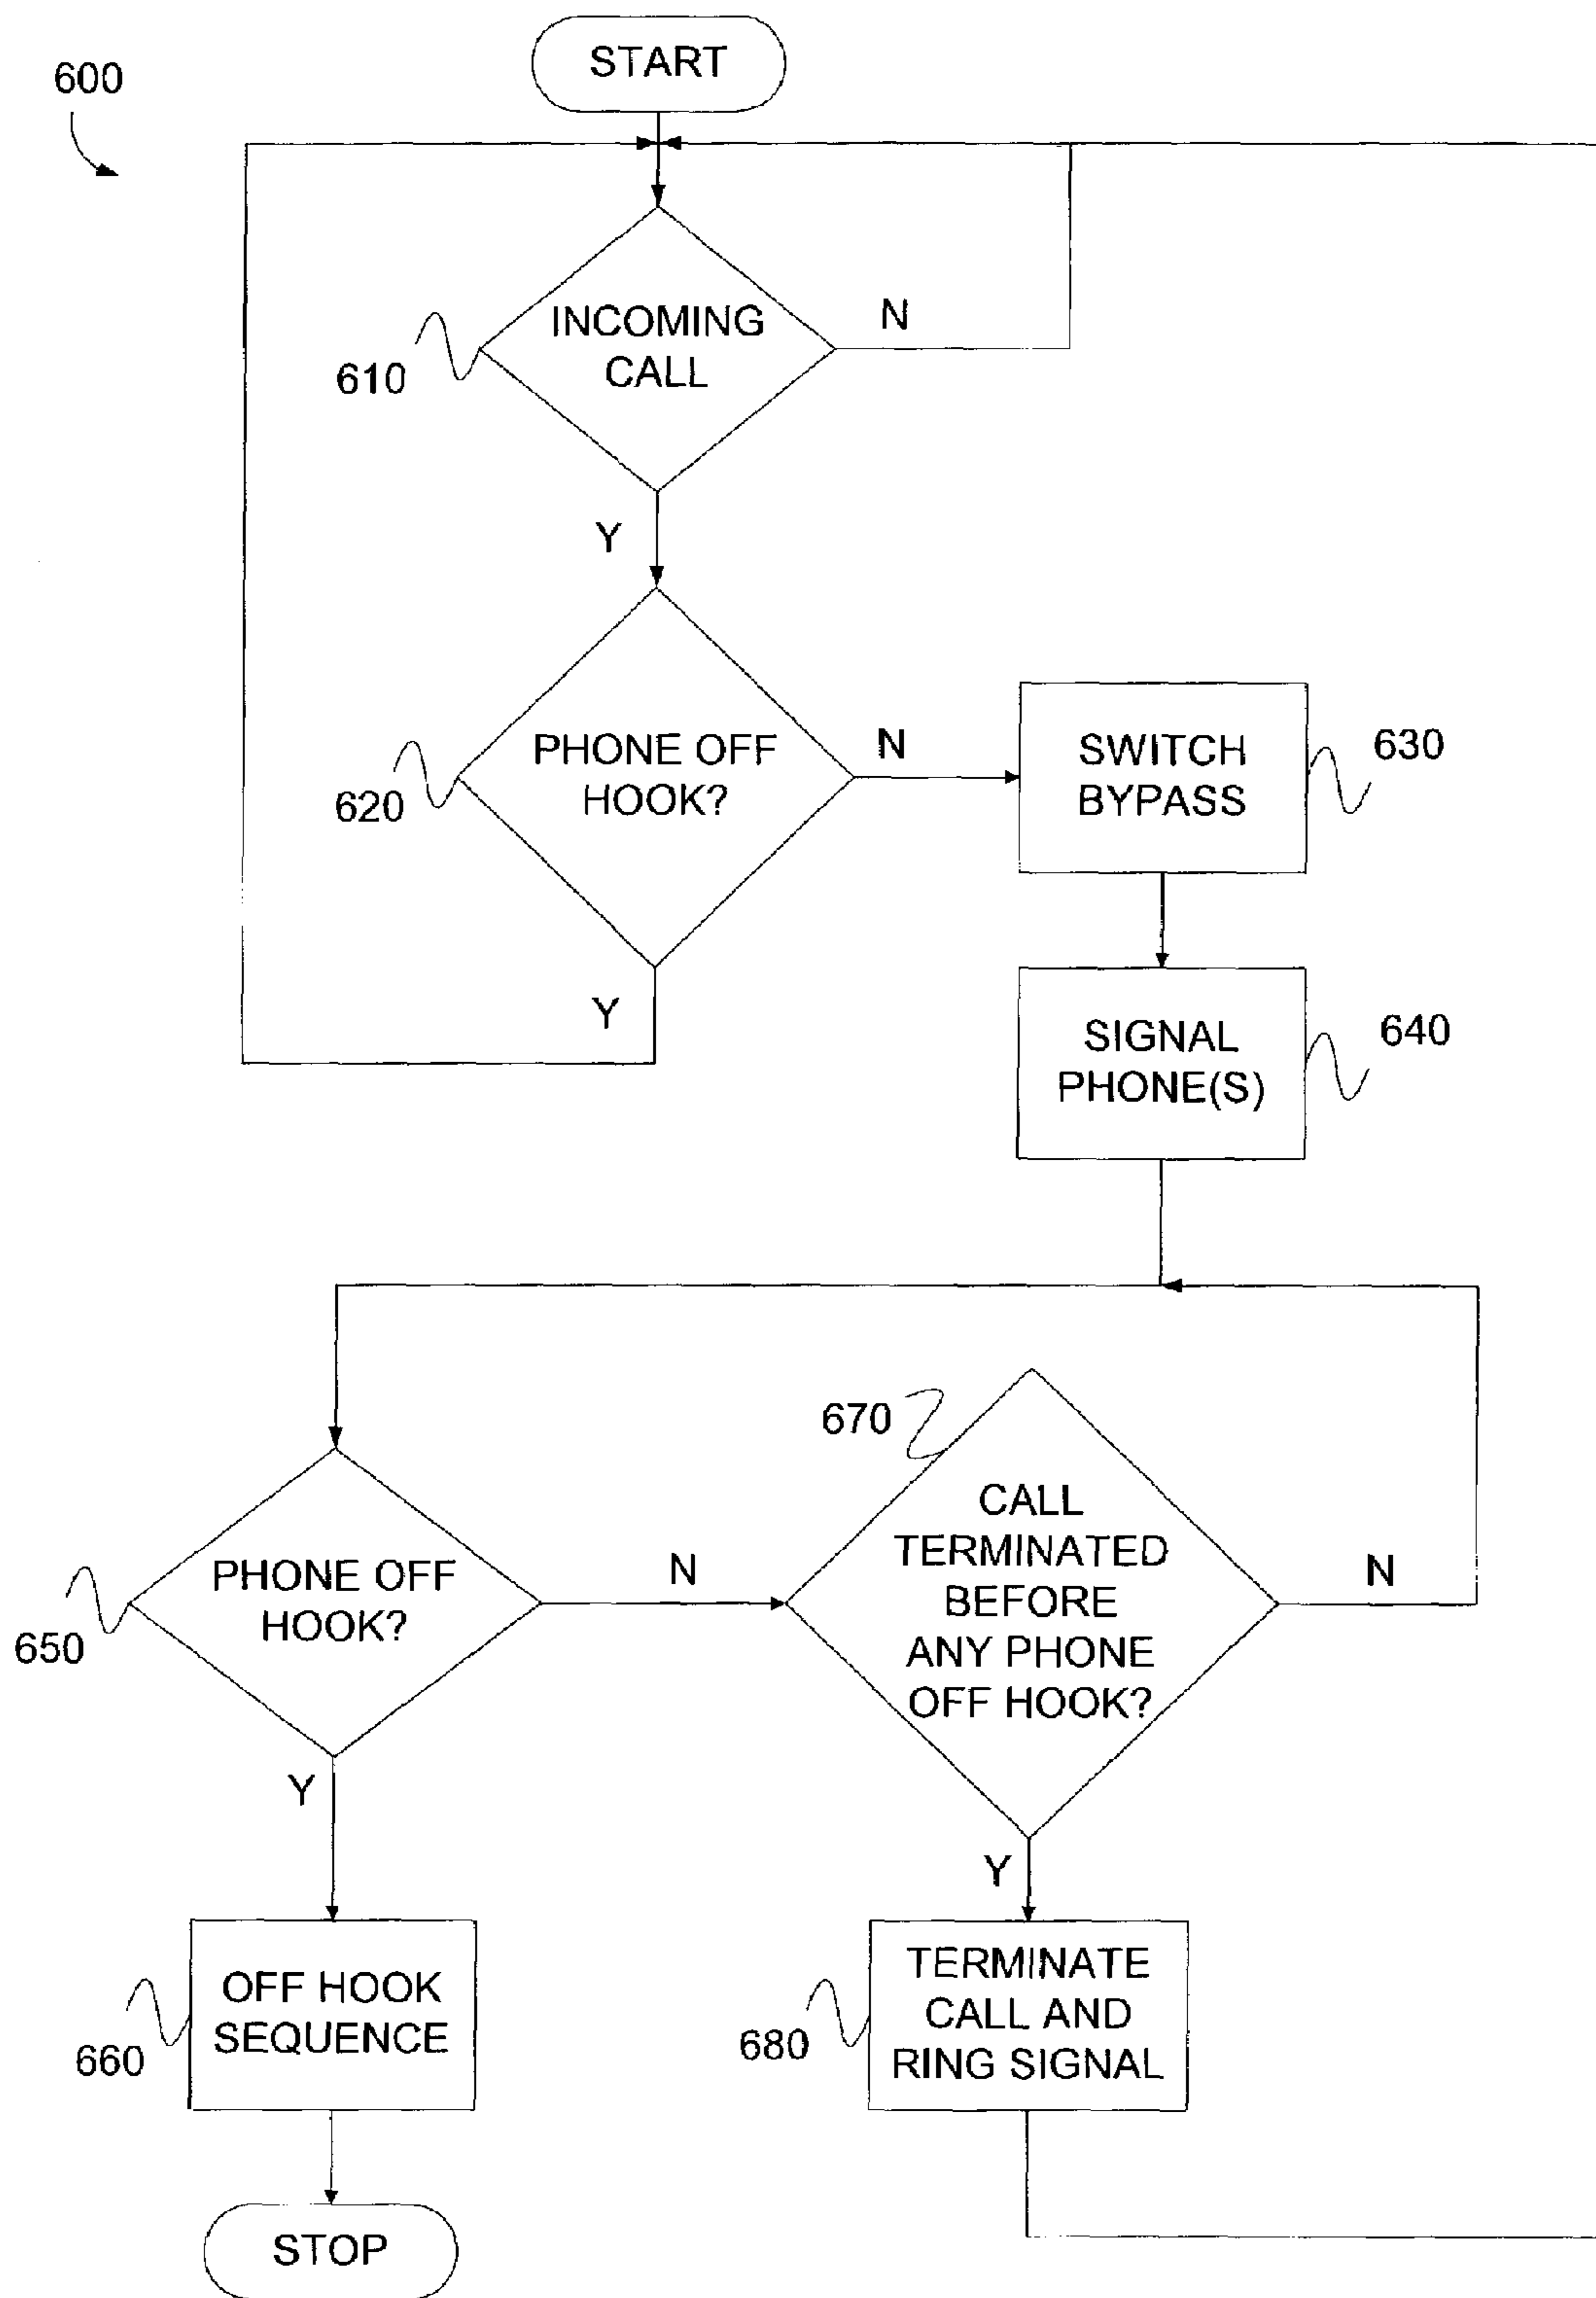 START
600
INCOMING
CALL
N
610
Y
PHONE OFF
HOOK?
N
620
SWITCH
BYPASS
630
Y
SIGNAL
PHONE(S)
640
670
CALL
TERMINATED
BEFORE
ANY PHONE
OFF HOOK?
N
PHONE OFF
HOOK?
N
650
Y
Y
OFF HOOK
SEQUENCE
660
TERMINATE
CALL AND
RING SIGNAL
680
STOP